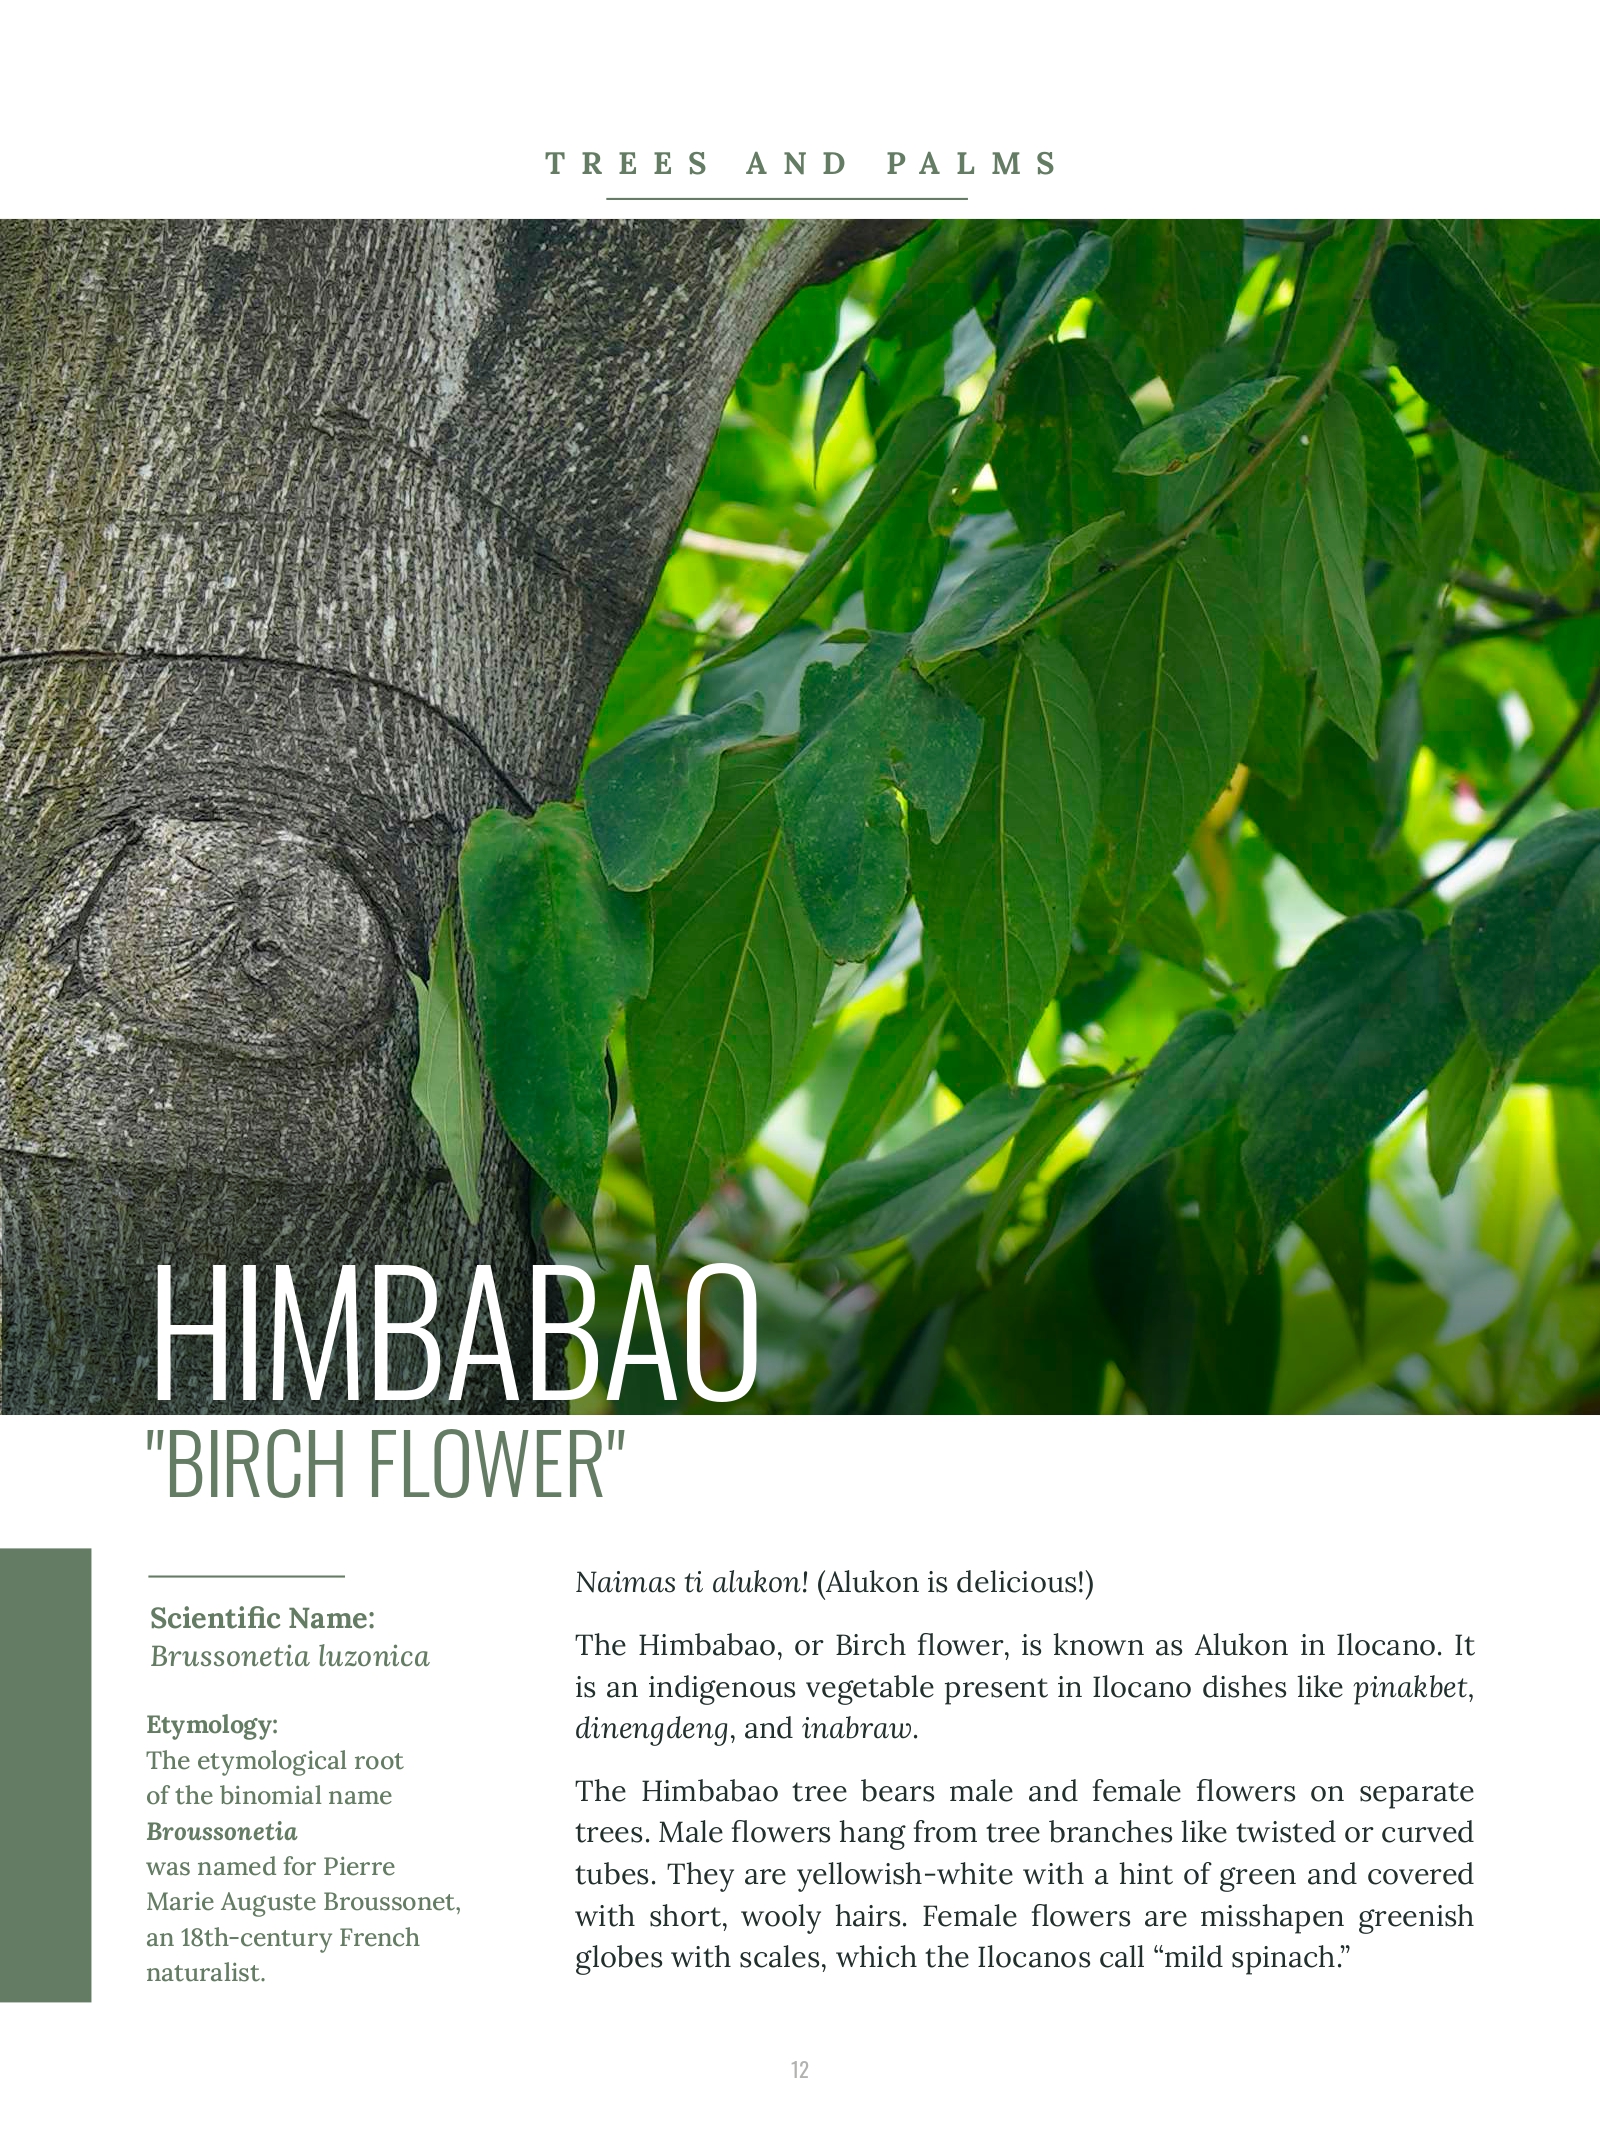 TREES AND PALMS
HIMBABAO
"BIRCH FLOWER"
Scientific Name:
Brussonetia luzonica
Etymology:
The etymological root
of the binomial name
Broussonetia
was named for Pierre
Marie Auguste Broussonet,
an 18th-century French
naturalist.
Naimas ti alukon! (Alukon is delicious!)
The Himbabao, or Birch flower, is known as Alukon in Ilocano. It
is an indigenous vegetable present in Ilocano dishes like pinakbet,
dinengdeng, and inabraw.
The Himbabao tree bears male and female flowers on separate
trees. Male flowers hang from tree branches like twisted or curved
tubes. They are yellowish-white with a hint of green and covered
with short, wooly hairs. Female flowers are misshapen greenish
globes with scales, which the Ilocanos call “mild spinach.”
12